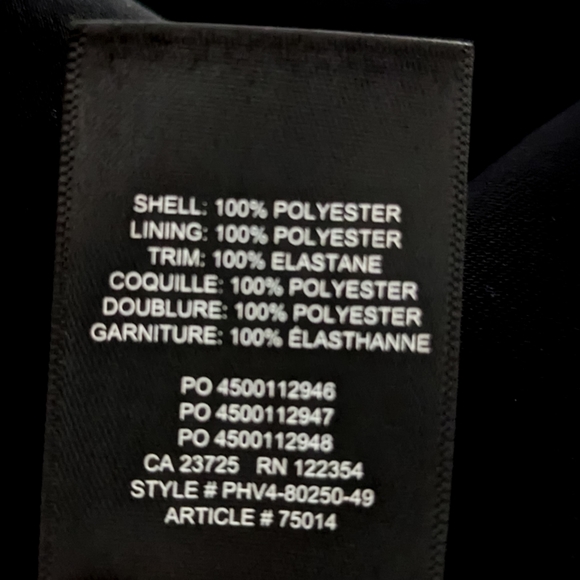 SHELL: 100% POLYESTER
LINING: 100% POLYESTER
TRIM: 100% ELASTANE
COQUILLE: 100% POLYESTER
DOUBLURE: 100% POLYESTER
GARNITURE: 100% ÉLASTHANNE
PO 4500112946
PO 4500112947
PO 4500112948
CA 23725 RN 122354
STYLE # PHV4-80250-49
ARTICLE # 75014